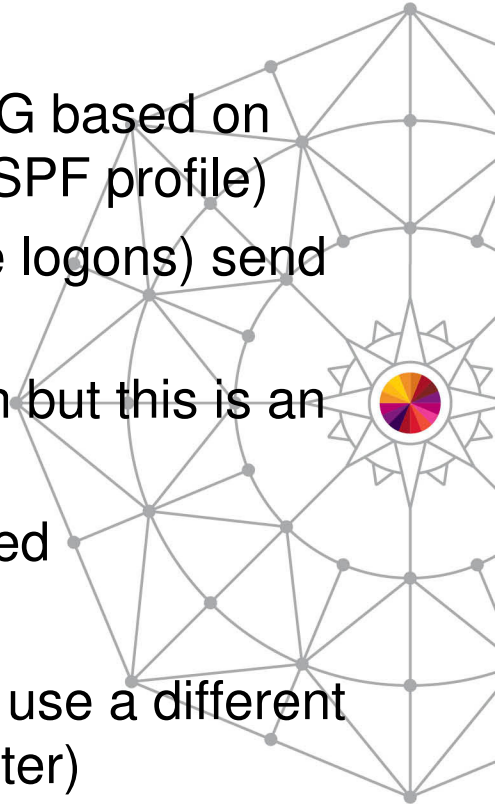 G based on
SPF profile)
e logons) send
n but this is an
ed
use a different
ter)